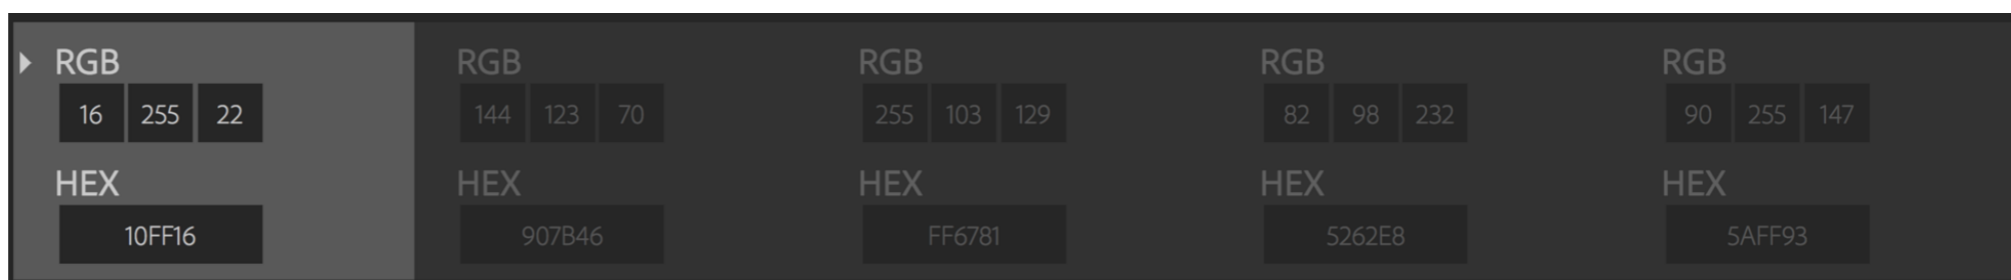 RGB RGB RGB RGB RGB
16 255 22 144 123 70 255 103 129 82 98 232 90 255 147
HEX HEX HEX HEX HEX
10FF16 907B46 FF6781 5262E8 5AFF93